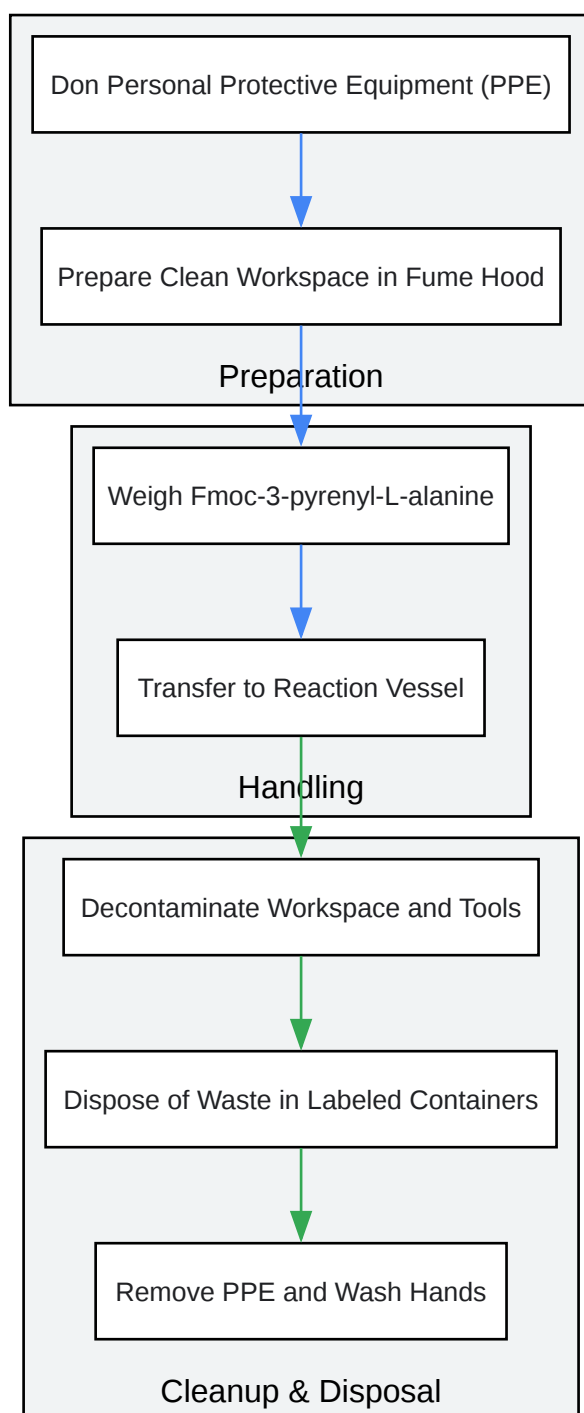 Don Personal Protective Equipment (PPE)
Prepare Clean Workspace in Fume Hood
Preparation
Weigh Fmoc-3-pyrenyl-L-alanine
Transfer to Reaction Vessel
Handling
Decontaminate Workspace and Tools
Dispose of Waste in Labeled Containers
Remove PPE and Wash Hands
Cleanup & Disposal